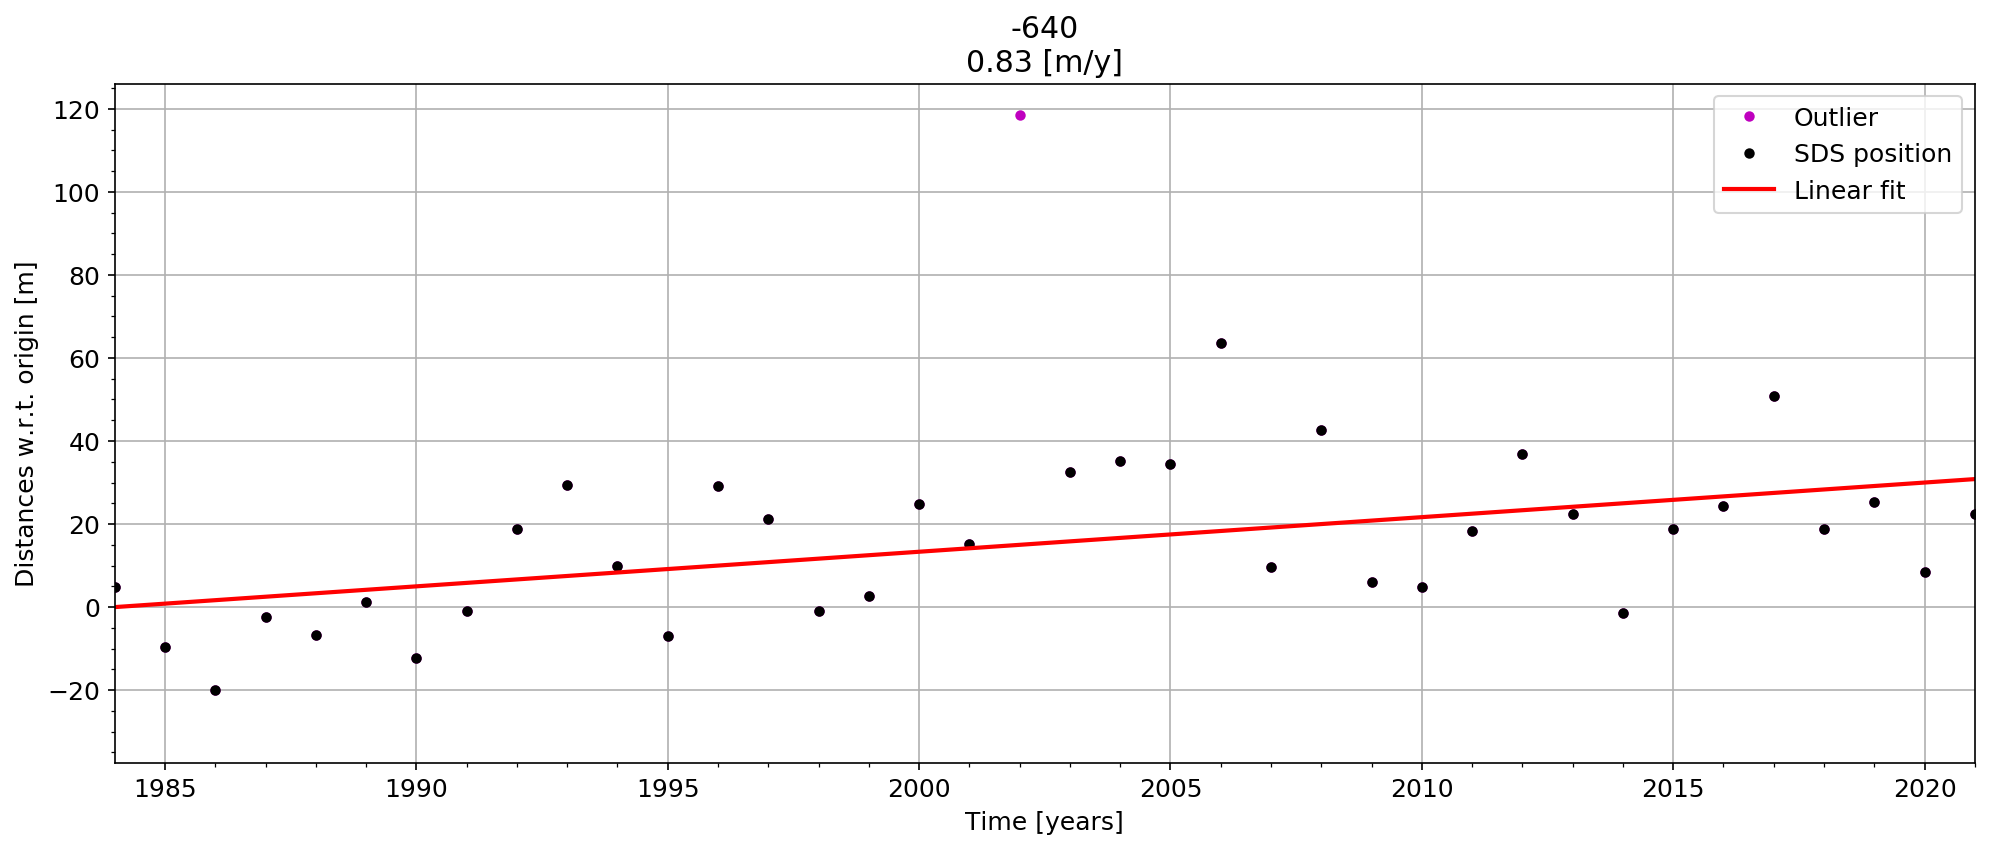 -640
0.83 [m/y]
Outlier
SDS position
Linear fit
Distances w.r.t. origin [m]
120
100
80
60
40
20
0
−20
1985 1990 1995 2000 2005 2010 2015 2020
Time [years]